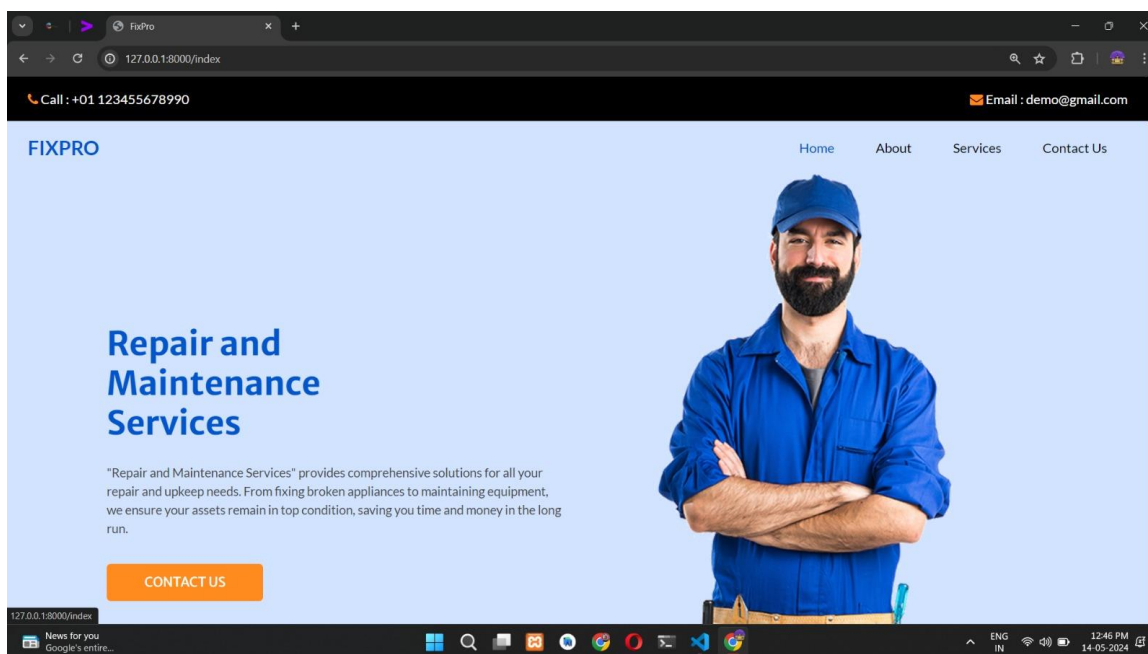 FixPro
127.0.0.1:8000/index
Call : +01 123455678990
Email : demo@gmail.com
FIXPRO
Home About Services Contact Us
Repair and
Maintenance
Services
"Repair and Maintenance Services" provides comprehensive solutions for all your
repair and upkeep needs. From fixing broken appliances to maintaining equipment,
we ensure your assets remain in top condition, saving you time and money in the long
run.
CONTACT US
127.0.0.1:8000/index
News for you
Google's entire...
ENG
IN
12:46 PM
14-05-2024